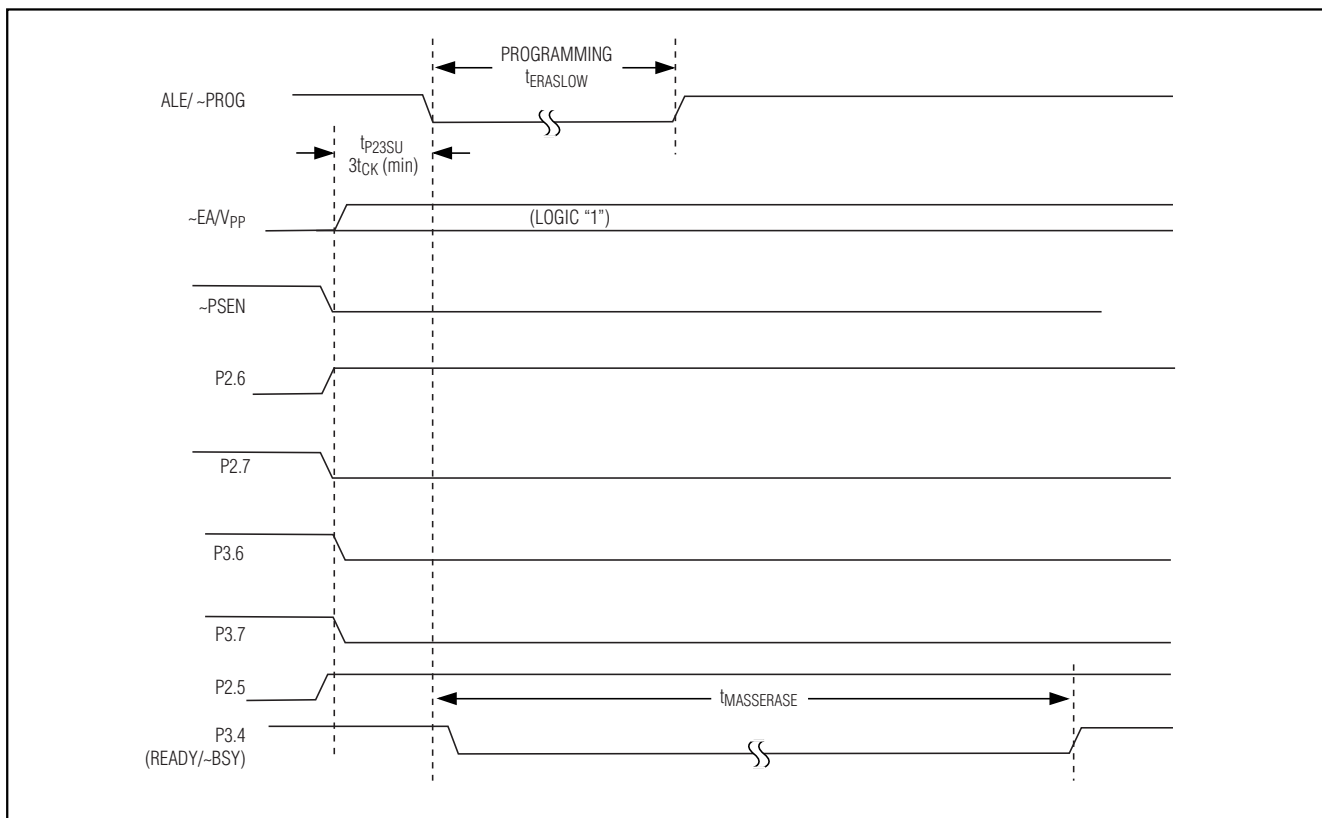 PROGRAMMING
tERASLOW
ALE/ ~PROG
tP23SU
3tCK (min)
~EA/VPP
(LOGIC “1”)
~PSEN
P2.6
P2.7
P3.6
P3.7
P2.5
tMASSERASE
P3.4
(READY/~BSY)